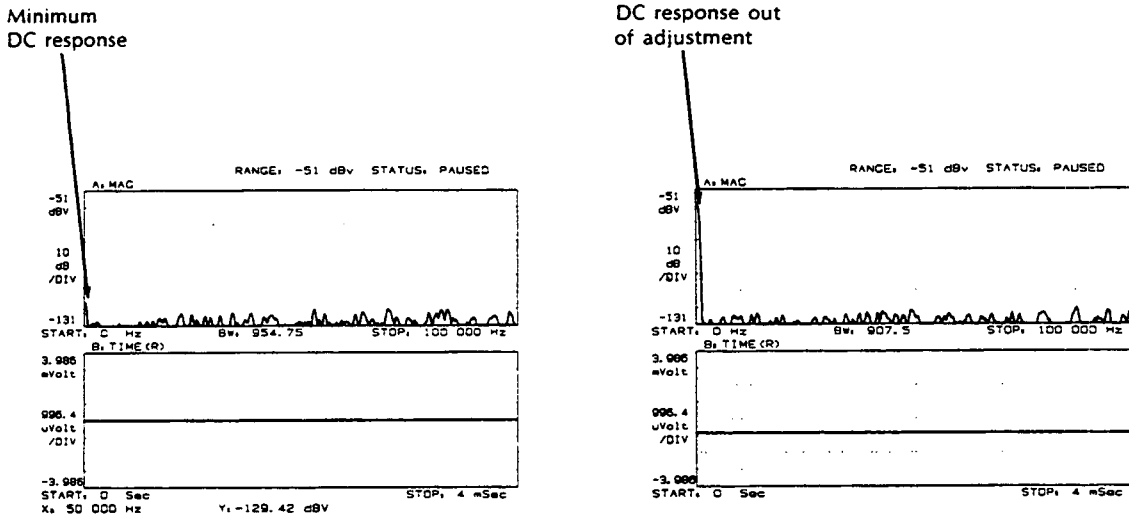 Minimum
DC response
RANGE: -51 dBv STATUS: PAUSED
A: MAG
-51
dBV
10
dB
/DIV
-131
START: 0 Hz BW: 954.75 STOP: 100 000 Hz
B: TIME(R)
3.986
mVolt
996.4
uVolt
/DIV
-3.986
START: 0 Sec STOP: 4 mSec
X: 50 000 Hz Y:-129.42 dBV
DC response out
of adjustment
RANGE: -51 dBv STATUS: PAUSED
A: MAG
-51
dBV
10
dB
/DIV
-131
START: 0 Hz BW: 907.5 STOP: 100 000 Hz
B: TIME(R)
3.986
mVolt
996.4
uVolt
/DIV
-3.986
START: 0 Sec STOP: 4 mSec